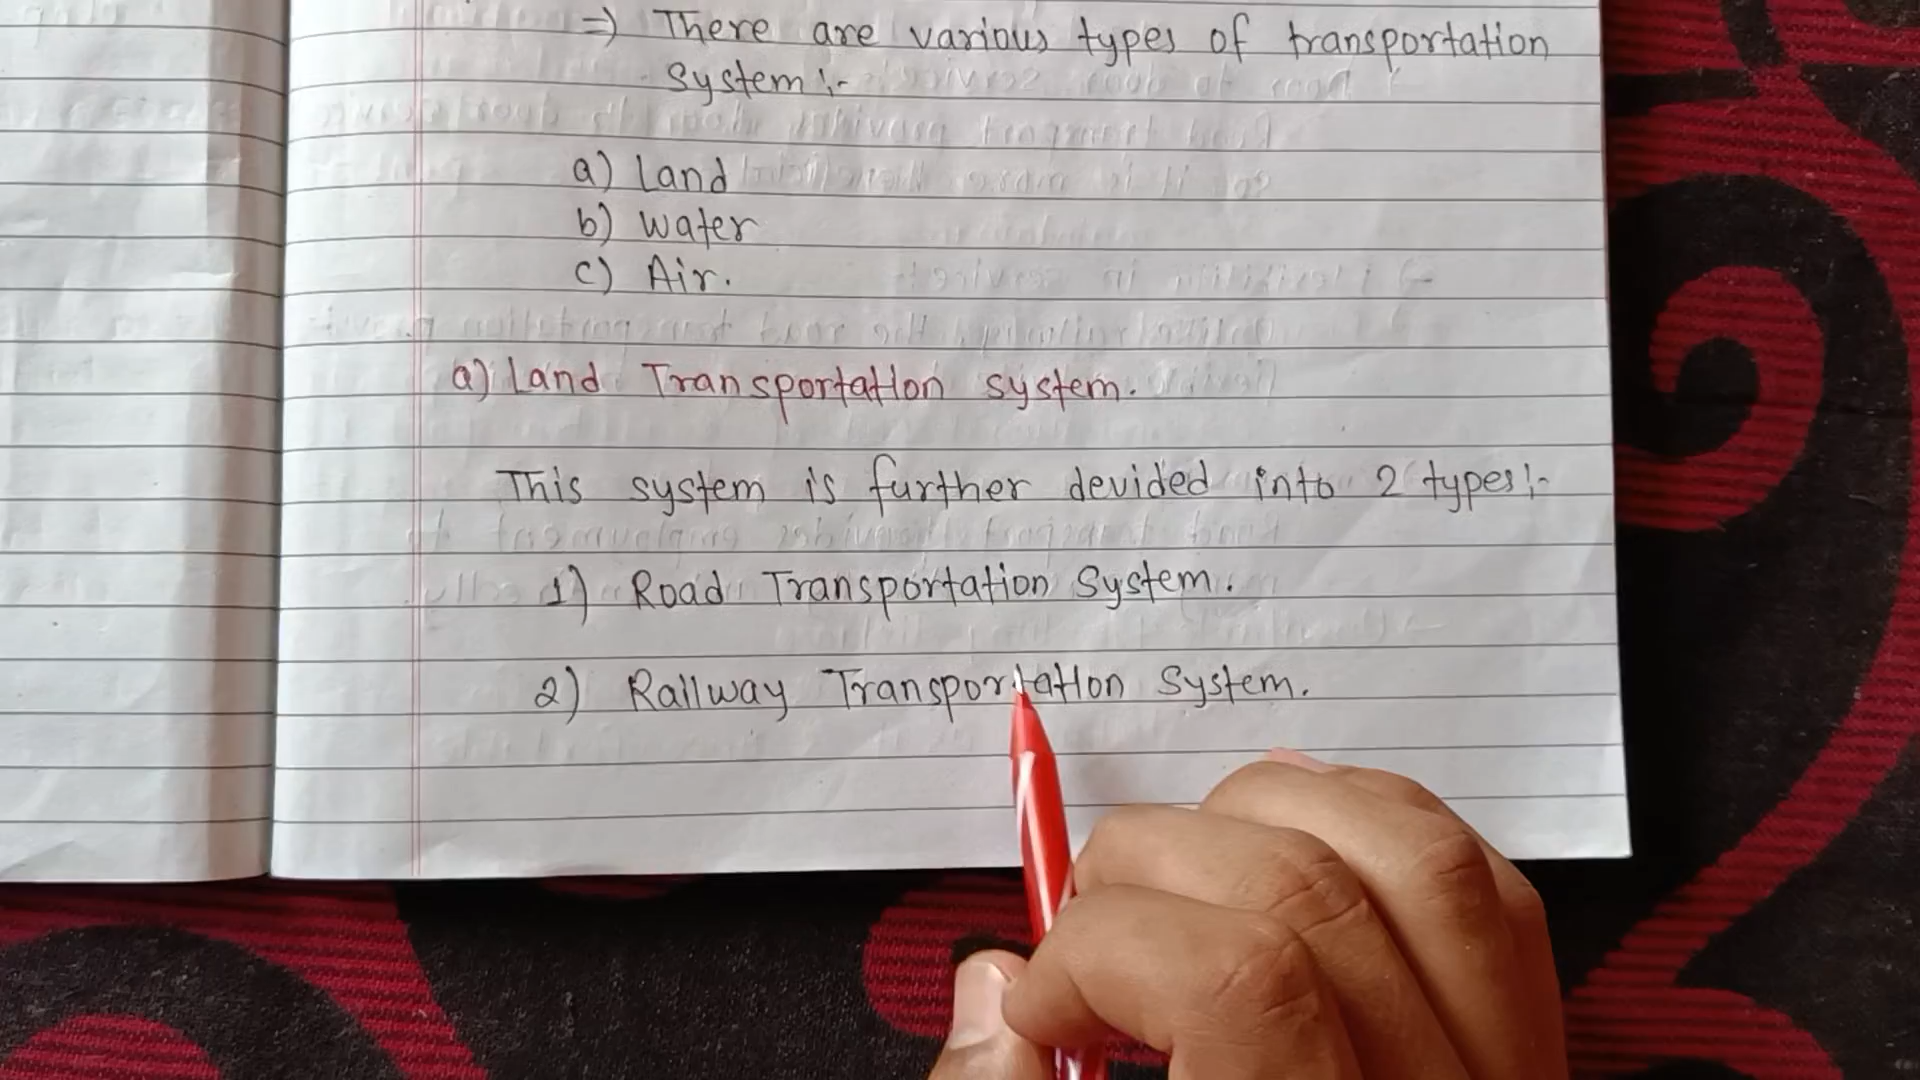 => There are various types of transportation
system :-
a) Land
b) water
c) Air.
a) Land Transportation system.
This system is further devided into 2 types :-
1) Road Transportation System.
2) Railway Transportation System.